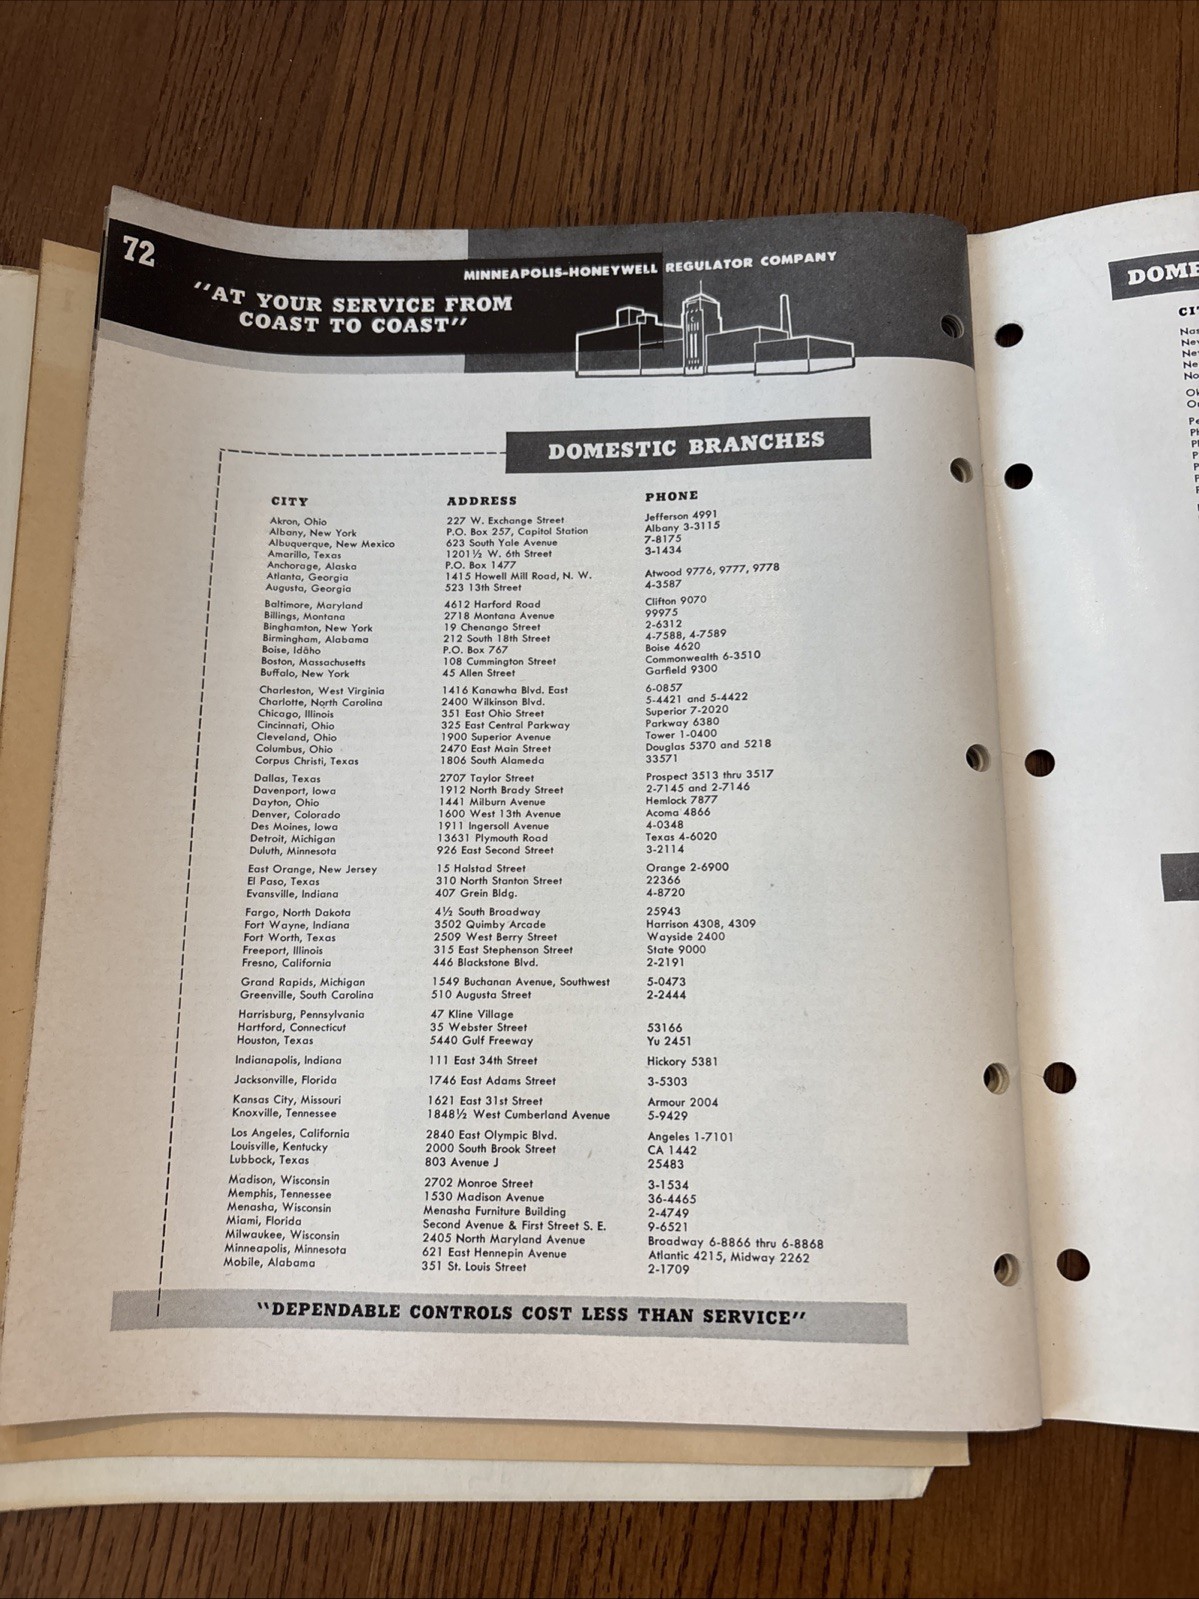 72
MINNEAPOLIS-HONEYWELL REGULATOR COMPANY
"AT YOUR SERVICE FROM
COAST TO COAST"
DOMESTIC BRANCHES
CITY ADDRESS PHONE
Akron, Ohio 227 W. Exchange Street Jefferson 4991
Albany, New York P.O. Box 257, Capitol Station Albany 3-3115
Albuquerque, New Mexico 623 South Yale Avenue 7-8175
Amarillo, Texas 1201½ W. 6th Street 3-1434
Anchorage, Alaska P.O. Box 1477
Atlanta, Georgia 1415 Howell Mill Road, N. W. Atwood 9776, 9777, 9778
Augusta, Georgia 523 13th Street 4-3587
Baltimore, Maryland 4612 Harford Road Clifton 9070
Billings, Montana 2718 Montana Avenue 99975
Binghamton, New York 19 Chenango Street 2-6312
Birmingham, Alabama 212 South 18th Street 4-7588, 4-7589
Boise, Idaho P.O. Box 767 Boise 4620
Boston, Massachusetts 108 Cummington Street Commonwealth 6-3510
Buffalo, New York 45 Allen Street Garfield 9300
Charleston, West Virginia 1416 Kanawha Blvd. East 6-0857
Charlotte, North Carolina 2400 Wilkinson Blvd. 5-4421 and 5-4422
Chicago, Illinois 351 East Ohio Street Superior 7-2020
Cincinnati, Ohio 325 East Central Parkway Parkway 6380
Cleveland, Ohio 1900 Superior Avenue Tower 1-0400
Columbus, Ohio 2470 East Main Street Douglas 5370 and 5218
Corpus Christi, Texas 1806 South Alameda 33571
Dallas, Texas 2707 Taylor Street Prospect 3513 thru 3517
Davenport, Iowa 1912 North Brady Street 2-7145 and 2-7146
Dayton, Ohio 1441 Milburn Avenue Hemlock 7877
Denver, Colorado 1600 West 13th Avenue Acoma 4866
Des Moines, Iowa 1911 Ingersoll Avenue 4-0348
Detroit, Michigan 13631 Plymouth Road Texas 4-6020
Duluth, Minnesota 926 East Second Street 3-2114
East Orange, New Jersey 15 Halstad Street Orange 2-6900
El Paso, Texas 310 North Stanton Street 22366
Evansville, Indiana 407 Grein Bldg. 4-8720
Fargo, North Dakota 4½ South Broadway 25943
Fort Wayne, Indiana 3502 Quimby Arcade Harrison 4308, 4309
Fort Worth, Texas 2509 West Berry Street Wayside 2400
Freeport, Illinois 315 East Stephenson Street State 9000
Fresno, California 446 Blackstone Blvd. 2-2191
Grand Rapids, Michigan 1549 Buchanan Avenue, Southwest 5-0473
Greenville, South Carolina 510 Augusta Street 2-2444
Harrisburg, Pennsylvania 47 Kline Village
Hartford, Connecticut 35 Webster Street 53166
Houston, Texas 5440 Gulf Freeway Yu 2451
Indianapolis, Indiana 111 East 34th Street Hickory 5381
Jacksonville, Florida 1746 East Adams Street 3-5303
Kansas City, Missouri 1621 East 31st Street Armour 2004
Knoxville, Tennessee 1848½ West Cumberland Avenue 5-9429
Los Angeles, California 2840 East Olympic Blvd. Angeles 1-7101
Louisville, Kentucky 2000 South Brook Street CA 1442
Lubbock, Texas 803 Avenue J 25483
Madison, Wisconsin 2702 Monroe Street 3-1534
Memphis, Tennessee 1530 Madison Avenue 36-4465
Menasha, Wisconsin Menasha Furniture Building 2-4749
Miami, Florida Second Avenue & First Street S. E. 9-6521
Milwaukee, Wisconsin 2405 North Maryland Avenue Broadway 6-8866 thru 6-8868
Minneapolis, Minnesota 621 East Hennepin Avenue Atlantic 4215, Midway 2262
Mobile, Alabama 351 St. Louis Street 2-1709
"DEPENDABLE CONTROLS COST LESS THAN SERVICE"